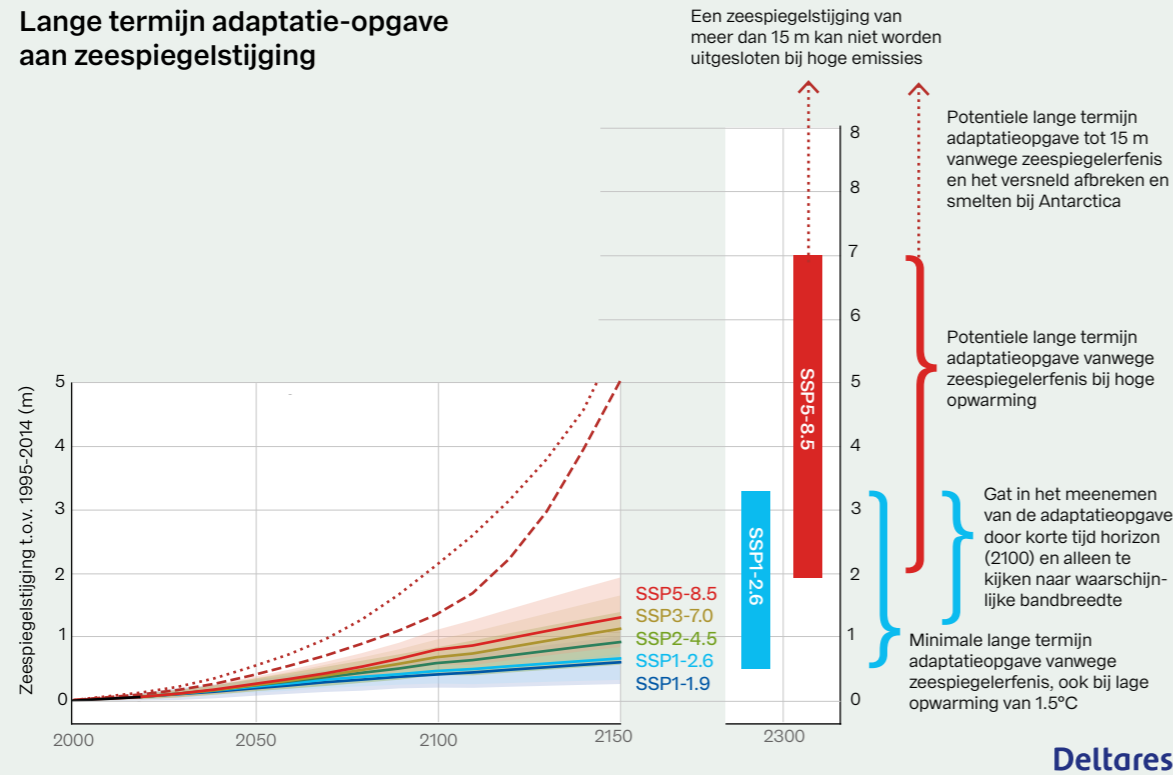 Lange termijn adaptatie-opgave
aan zeespiegelstijging
Een zeespiegelstijging van
meer dan 15 m kan niet worden
uitgesloten bij hoge emissies
Potentiele lange termijn
adaptatieopgave tot 15 m
vanwege zeespiegelerfenis
en het versneld afbreken en
smelten bij Antarctica
Potentiele lange termijn
adaptatieopgave vanwege
zeespiegelerfenis bij hoge
opwarming
Gat in het meenemen
van de adaptatieopgave
door korte tijd horizon
(2100) en alleen te
kijken naar waarschijn-
lijke bandbreedte
Minimale lange termijn
adaptatieopgave vanwege
zeespiegelerfenis, ook bij lage
opwarming van 1.5°C
Zeespiegelstijging t.o.v. 1995-2014 (m)
5
4
3
2
1
0
2000
2050
2100
2150
SSP5-8.5
SSP3-7.0
SSP2-4.5
SSP1-2.6
SSP1-1.9
SSP1-2.6
SSP5-8.5
2300
8
8
7
6
5
4
3
2
1
0
Deltares